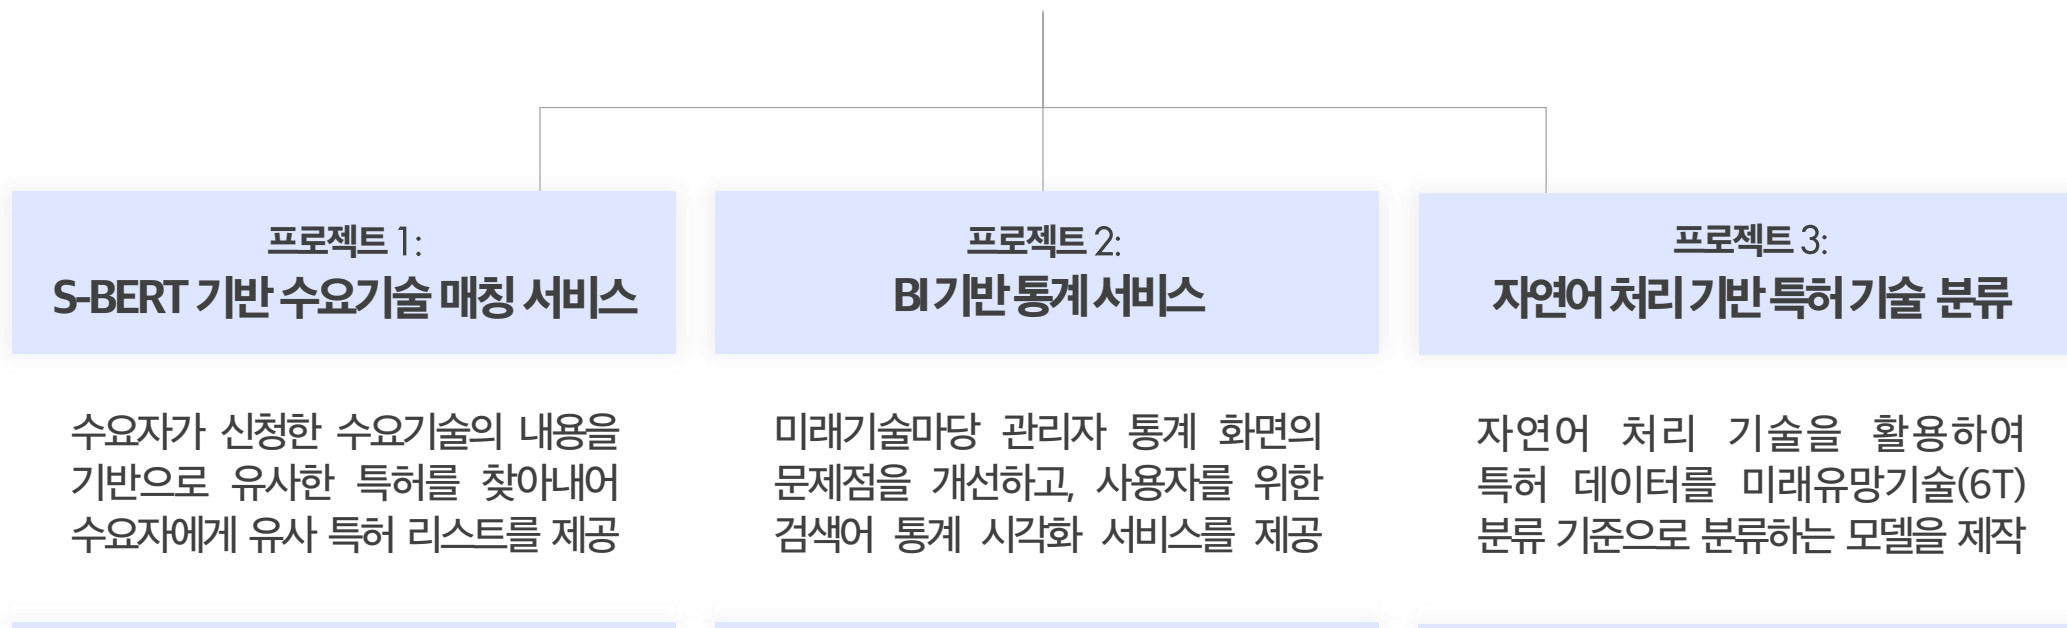 프로젝트 1:
S-BERT 기반 수요기술 매칭 서비스
수요자가 신청한 수요기술의 내용을
기반으로 유사한 특허를 찾아내어
수요자에게 유사 특허 리스트를 제공
프로젝트 2:
BI 기반 통계 서비스
미래기술마당 관리자 통계 화면의
문제점을 개선하고, 사용자를 위한
검색어 통계 시각화 서비스를 제공
프로젝트 3:
자연어 처리 기반 특허 기술 분류
자연어 처리 기술을 활용하여
특허 데이터를 미래유망기술(6T)
분류 기준으로 분류하는 모델을 제작